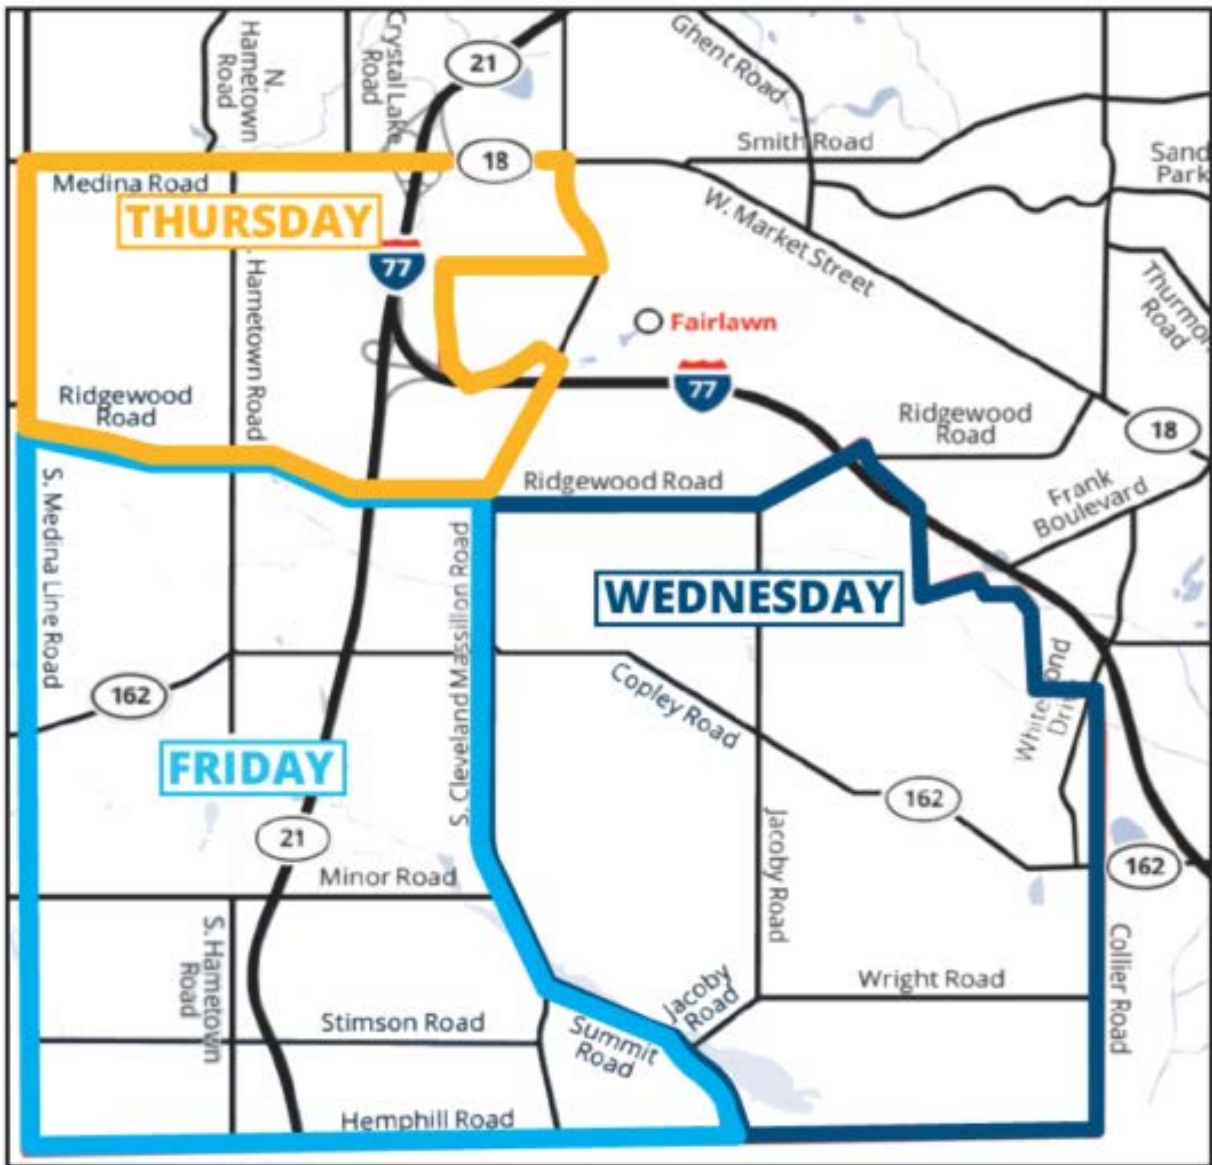 N.
Hametown
Road
Crystal Lake
Road
21
Ghent Road
18
Smith Road
Sand
Park
Medina Road
THURSDAY
W. Market Street
Hametown Road
77
Thurmon
Road
Fairlawn
77
Ridgewood
Road
Ridgewood
Road
18
Ridgewood Road
Frank
Boulevard
S. Medina Line Road
S. Cleveland Massillon Road
WEDNESDAY
162
Copley Road
White ond
Dri
FRIDAY
162
21
Jacoby Road
162
Minor Road
S. Hametown
Road
Collier Road
Jacoby
Road
Wright Road
Stimson Road
Summit
Road
Hemphill Road